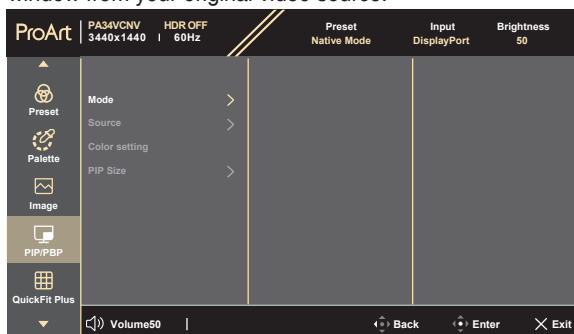 window from your original video source.
ProArt
PA34VCNV HDR OFF
3440x1440 | 60Hz
Preset
Native Mode
Input
DisplayPort
Brightness
50
Preset
Palette
Image
PIP/PBP
QuickFit Plus
Mode
Source
Color setting
PIP Size
Volume50 |
Back
Enter
Exit